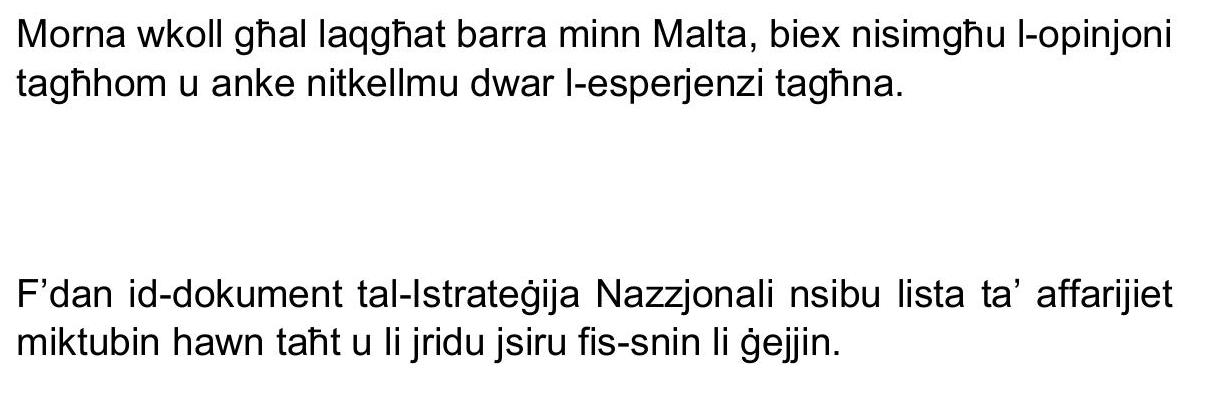 Morna wkoll għal laqgħat barra minn Malta, biex nisimgħu l-opinjoni
tagħhom u anke nitkellmu dwar l-esperjenzi tagħna.
F’dan id-dokument tal-Istrateġija Nazzjonali nsibu lista ta’ affarijiet
miktubin hawn taħt u li jridu jsiru fis-snin li ġejjin.